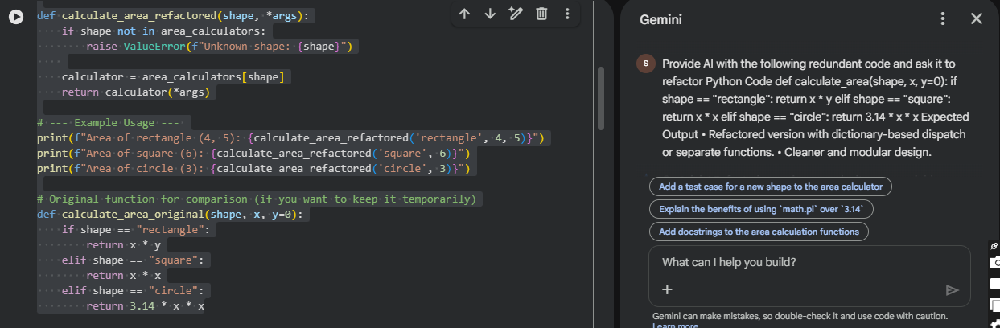 def calculate_area_refactored(shape, *args):
    if shape not in area_calculators:
        raise ValueError(f"Unknown shape: {shape}")
    calculator = area_calculators[shape]
    return calculator(*args)
# --- Example Usage ---
print(f"Area of rectangle (4, 5): {calculate_area_refactored('rectangle', 4, 5)}")
print(f"Area of square (6): {calculate_area_refactored('square', 6)}")
print(f"Area of circle (3): {calculate_area_refactored('circle', 3)}")
# Original function for comparison (if you want to keep it temporarily)
def calculate_area_original(shape, x, y=0):
    if shape == "rectangle":
        return x * y
    elif shape == "square":
        return x * x
    elif shape == "circle":
        return 3.14 * x * x
Gemini
S
Provide AI with the following redundant code and ask it to
refactor Python Code def calculate_area(shape, x, y=0): if
shape == "rectangle": return x * y elif shape == "square":
return x * x elif shape == "circle": return 3.14 * x * x Expected
Output • Refactored version with dictionary-based dispatch
or separate functions. • Cleaner and modular design.
Add a test case for a new shape to the area calculator
Explain the benefits of using `math.pi` over `3.14`
Add docstrings to the area calculation functions
What can I help you build?
Gemini can make mistakes, so double-check it and use code with caution.
Learn more